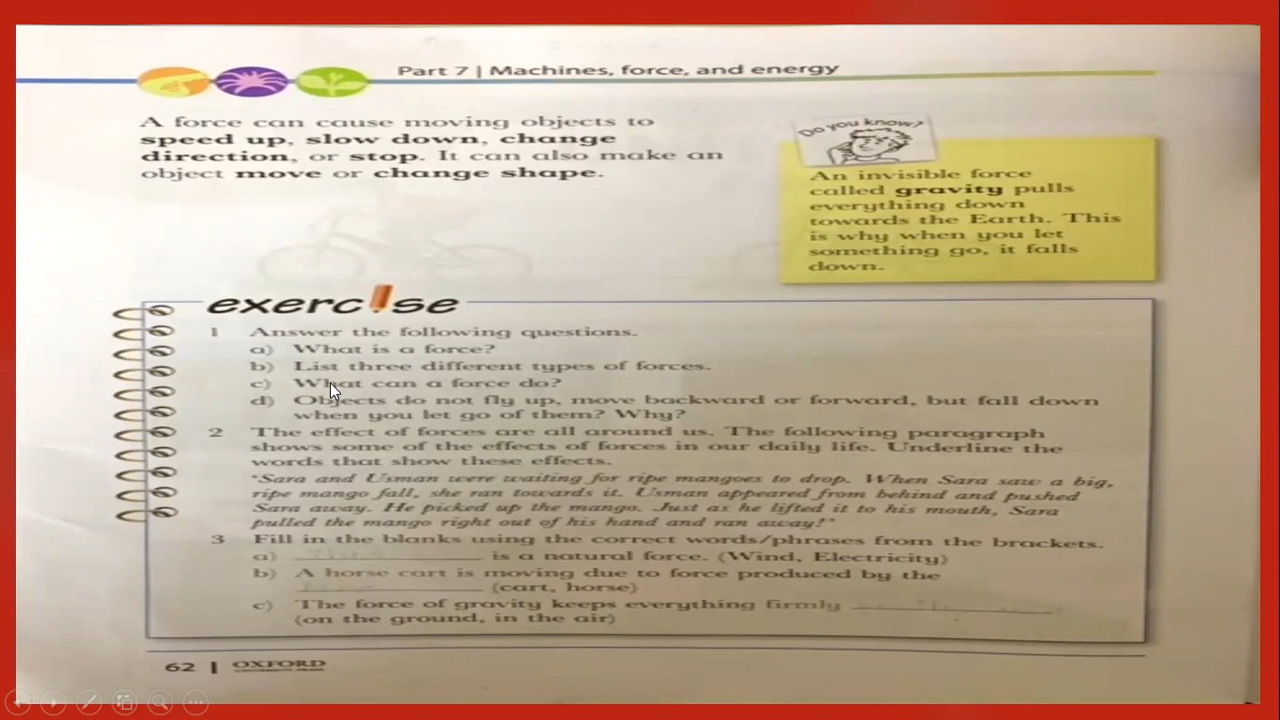 Part 7 | Machines, force, and energy
A force can cause moving objects to
speed up, slow down, change
direction, or stop. It can also make an
object move or change shape.
Do you know?
An invisible force
called gravity pulls
everything down
towards the Earth. This
is why when you let
something go, it falls
down.
exercise
1 Answer the following questions.
a) What is a force?
b) List three different types of forces.
c) What can a force do?
d) Objects do not fly up, move backward or forward, but fall down
when you let go of them? Why?
2 The effect of forces are all around us. The following paragraph
shows some of the effects of forces in our daily life. Underline the
words that show these effects.
"Sara and Usman were waiting for ripe mangoes to drop. When Sara saw a big,
ripe mango fall, she ran towards it. Usman appeared from behind and pushed
Sara away. He picked up the mango. Just as he lifted it to his mouth, Sara
pulled the mango right out of his hand and ran away!"
3 Fill in the blanks using the correct words/phrases from the brackets.
a) ____________ is a natural force. (Wind, Electricity)
b) A horse cart is moving due to force produced by the
____________ (cart, horse)
c) The force of gravity keeps everything firmly ____________.
(on the ground, in the air)
62 | OXFORD
UNIVERSITY PRESS